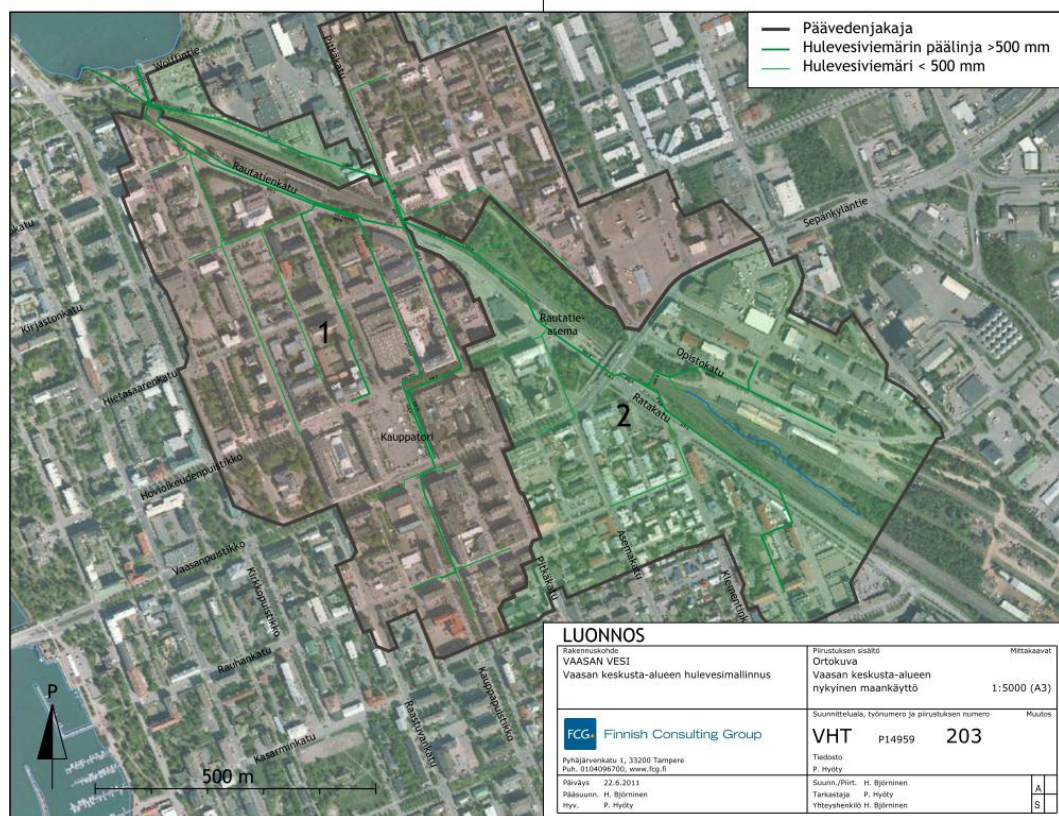 Päävedenjakaja
Hulevesiviemärin päälinja >500 mm
Hulevesiviemäri < 500 mm
Wolffintie
Pitkäkatu
Rautatienkatu
Sepänkyläntie
Kirjastonkatu
Rautatie-
asema
1
Hietasaarenkatu
Opistokatu
Ratakatu
2
Kauppatori
Hovioikeudenpuistikko
Vaasanpuistikko
Kirkkopuistikko
Pitkäkatu
Asemakatu
Rauhankatu
Kauppapuistikko
Raastuvankatu
Kasarminkatu
P
500 m
LUONNOS
Rakennuskohde
VAASAN VESI
Vaasan keskusta-alueen hulevesimallinnus
Piirustuksen sisältö
Mittakaavat
Ortokuva
Vaasan keskusta-alueen
nykyinen maankäyttö
1:5000 (A3)
FCG
Finnish Consulting Group
Pyhäjärvenkatu 1, 33200 Tampere
Puh. 0104096700, www.fcg.fi
Suunnitteluala, työnumero ja piirustuksen numero
Muutos
VHT P14959 203
Tiedosto
P. Hyöty
Päiväys 22.6.2011
Pääsuunn. H. Björninen
Hyv. P. Hyöty
Suunn./Piirt. H. Björninen
Tarkastaja P. Hyöty
Yhteyshenkilö H. Björninen
A
S